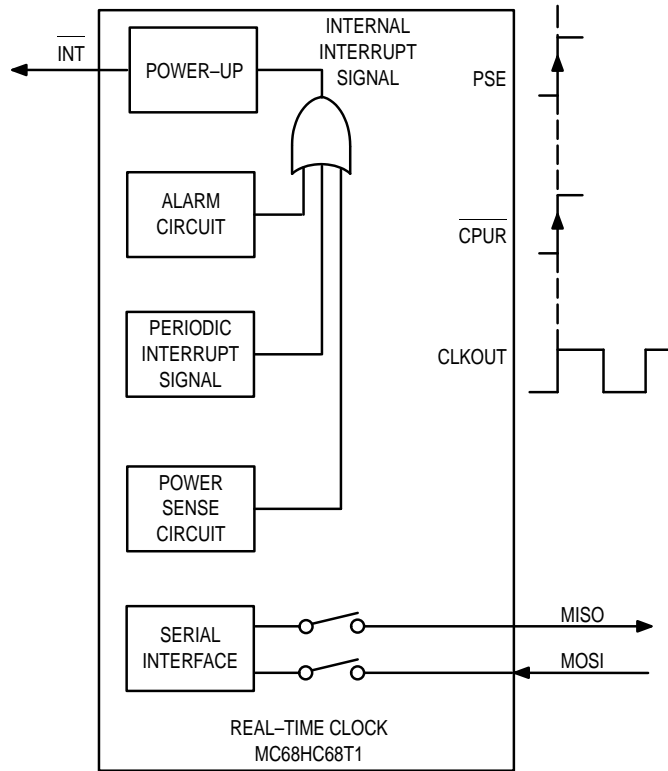 INTERNAL
INTERRUPT
SIGNAL
INT
POWER–UP
PSE
ALARM
CIRCUIT
CPUR
PERIODIC
INTERRUPT
SIGNAL
CLKOUT
POWER
SENSE
CIRCUIT
SERIAL
INTERFACE
MISO
MOSI
REAL–TIME CLOCK
MC68HC68T1